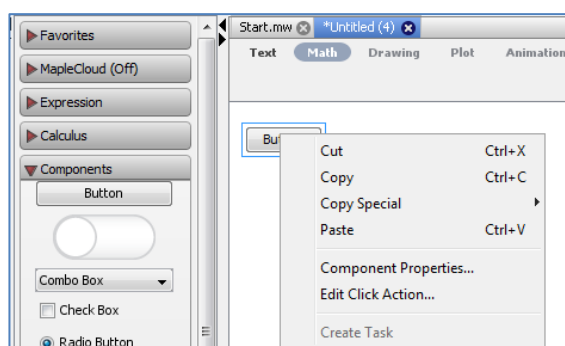 Favorites
MapleCloud (Off)
Expression
Calculus
Components
Button
Combo Box
Check Box
Radio Button
Start.mw *Untitled (4)
Text Math Drawing Plot Animation
Cut Ctrl+X
Copy Ctrl+C
Copy Special
Paste Ctrl+V
Component Properties...
Edit Click Action...
Create Task